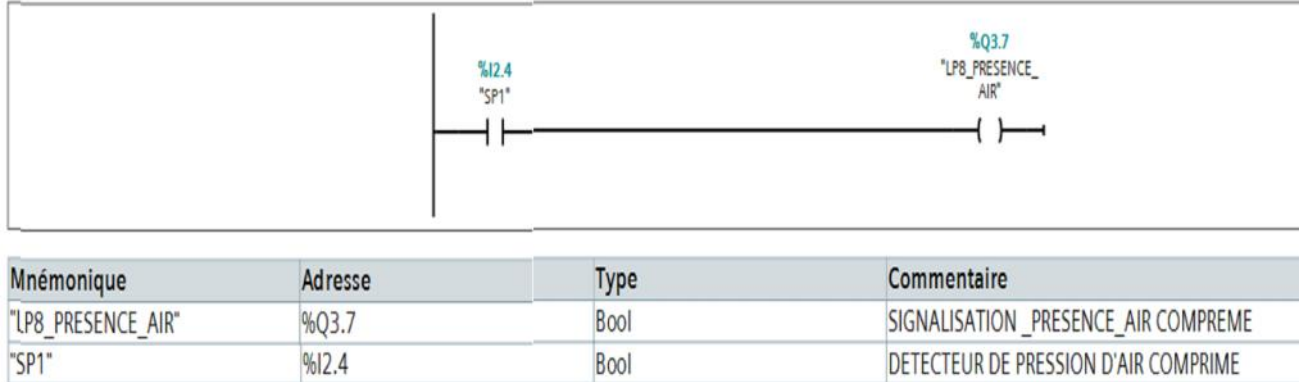 %I2.4
"SP1"
%Q3.7
"LP8_PRESENCE_
AIR"
Mnémonique Adresse Type Commentaire
"LP8_PRESENCE_AIR" %Q3.7 Bool SIGNALISATION _PRESENCE_AIR COMPREME
"SP1" %I2.4 Bool DETECTEUR DE PRESSION D'AIR COMPRIME